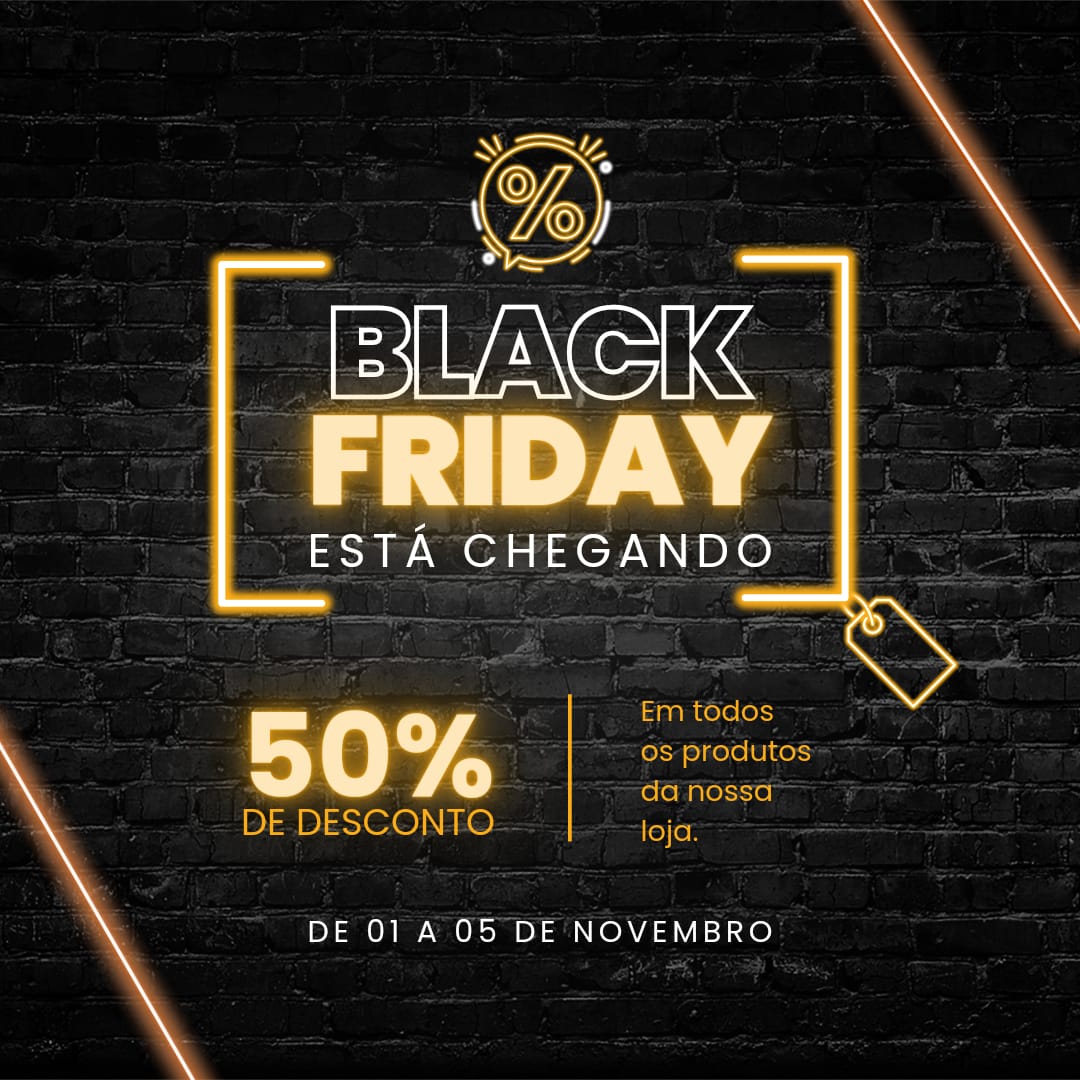 %
BLACK
FRIDAY
ESTÁ CHEGANDO
50%
DE DESCONTO
Em todos
os produtos
da nossa
loja.
DE 01 A 05 DE NOVEMBRO